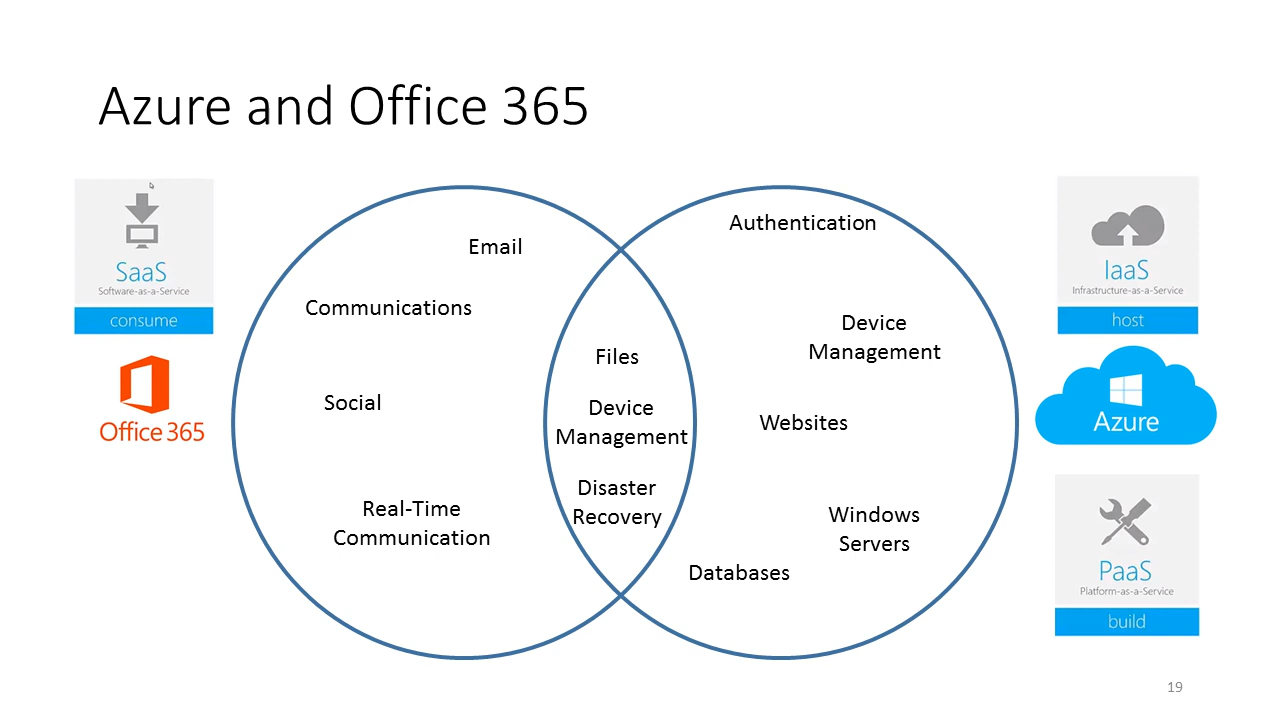 Azure and Office 365
SaaS
Software-as-a-Service
consume
Office 365
Email
Communications
Social
Real-Time
Communication
Files
Device
Management
Disaster
Recovery
Authentication
Device
Management
Websites
Windows
Servers
Databases
IaaS
Infrastructure-as-a-Service
host
Azure
PaaS
Platform-as-a-Service
build
19